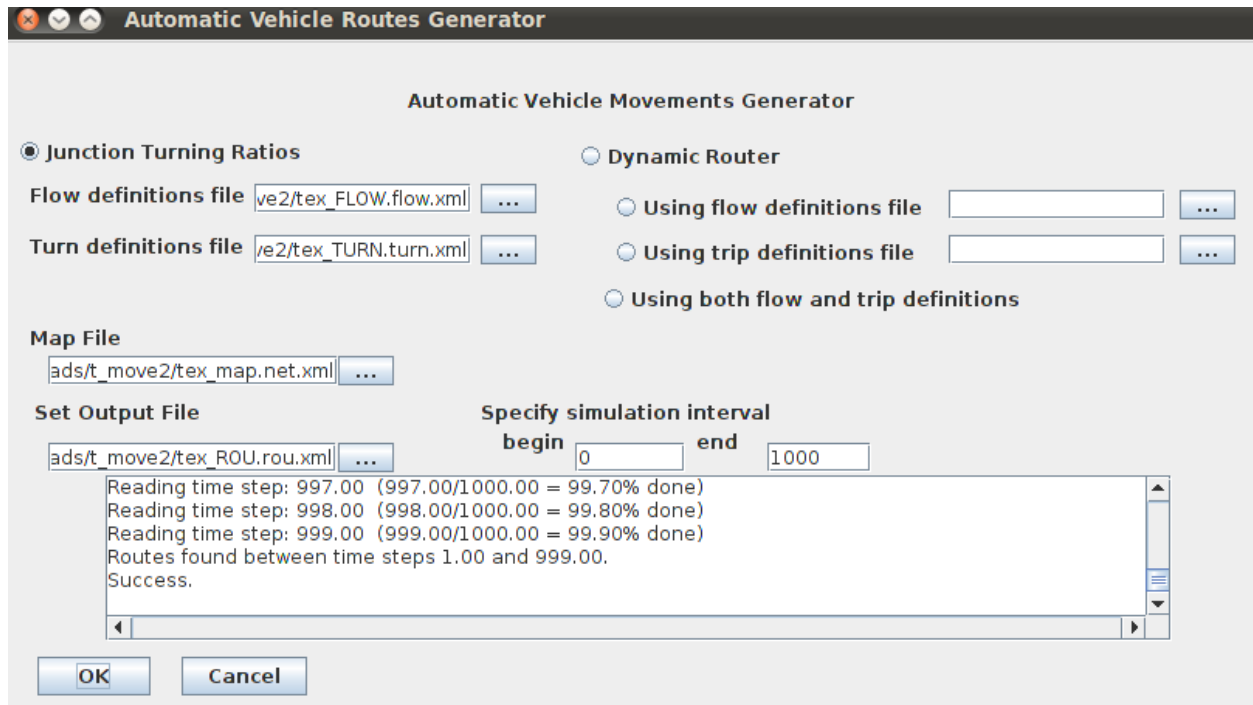 Automatic Vehicle Routes Generator
Automatic Vehicle Movements Generator
Junction Turning Ratios
Flow definitions file ve2/tex_FLOW.flow.xml ...
Turn definitions file /e2/tex_TURN.turn.xml ...
Dynamic Router
Using flow definitions file ...
Using trip definitions file ...
Using both flow and trip definitions
Map File
ads/t_move2/tex_map.net.xml ...
Set Output File
ads/t_move2/tex_ROU.rou.xml ...
Specify simulation interval
begin 0 end 1000
Reading time step: 997.00 (997.00/1000.00 = 99.70% done)
Reading time step: 998.00 (998.00/1000.00 = 99.80% done)
Reading time step: 999.00 (999.00/1000.00 = 99.90% done)
Routes found between time steps 1.00 and 999.00.
Success.
OK Cancel